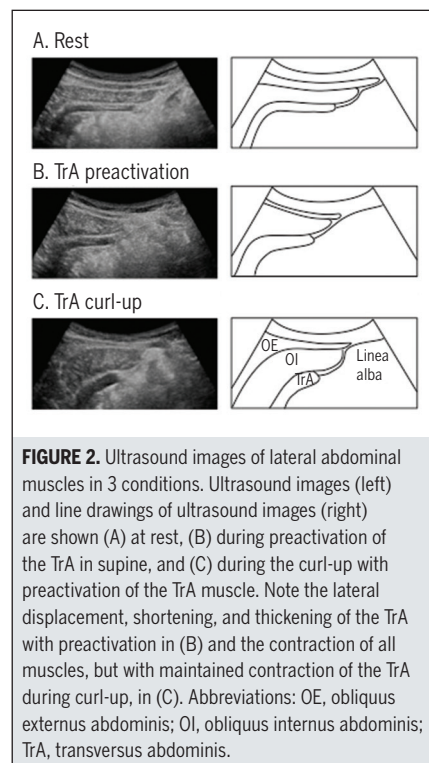 A. Rest
B. TrA preactivation
C. TrA curl-up
OE
OI
TrA
Linea
alba
FIGURE 2. Ultrasound images of lateral abdominal
muscles in 3 conditions. Ultrasound images (left)
and line drawings of ultrasound images (right)
are shown (A) at rest, (B) during preactivation of
the TrA in supine, and (C) during the curl-up with
preactivation of the TrA muscle. Note the lateral
displacement, shortening, and thickening of the TrA
with preactivation in (B) and the contraction of all
muscles, but with maintained contraction of the TrA
during curl-up, in (C). Abbreviations: OE, obliquus
externus abdominis; OI, obliquus internus abdominis;
TrA, transversus abdominis.